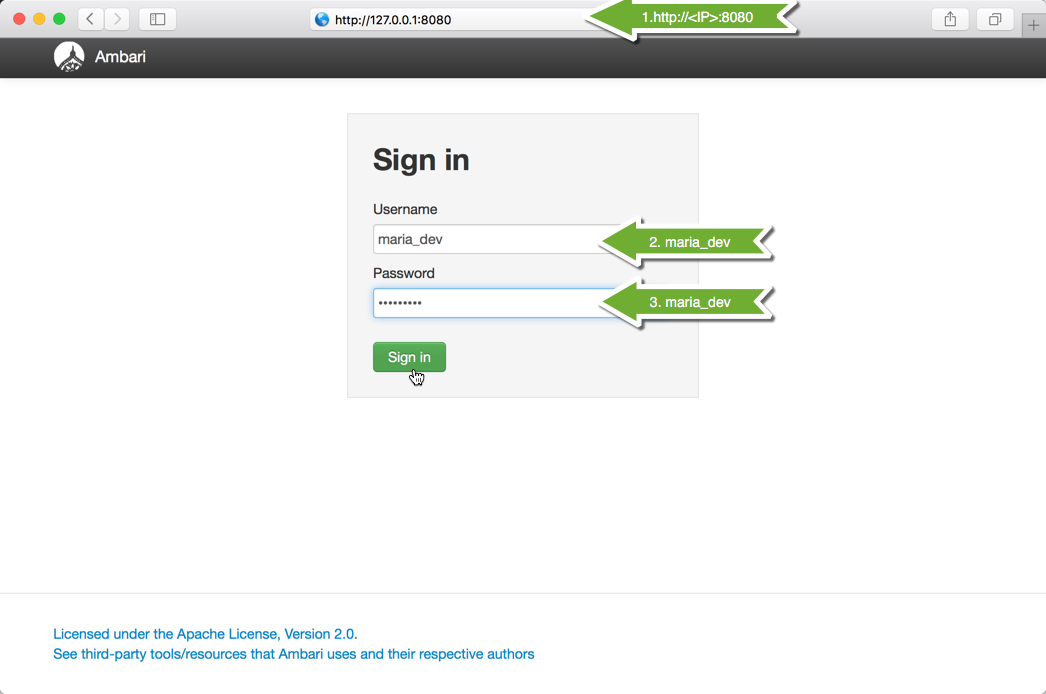 http://127.0.0.1:8080
1.http://<IP>:8080
Ambari
Sign in
Username
maria_dev
2. maria_dev
Password
•••••••••
3. maria_dev
Sign in
Licensed under the Apache License, Version 2.0.
See third-party tools/resources that Ambari uses and their respective authors